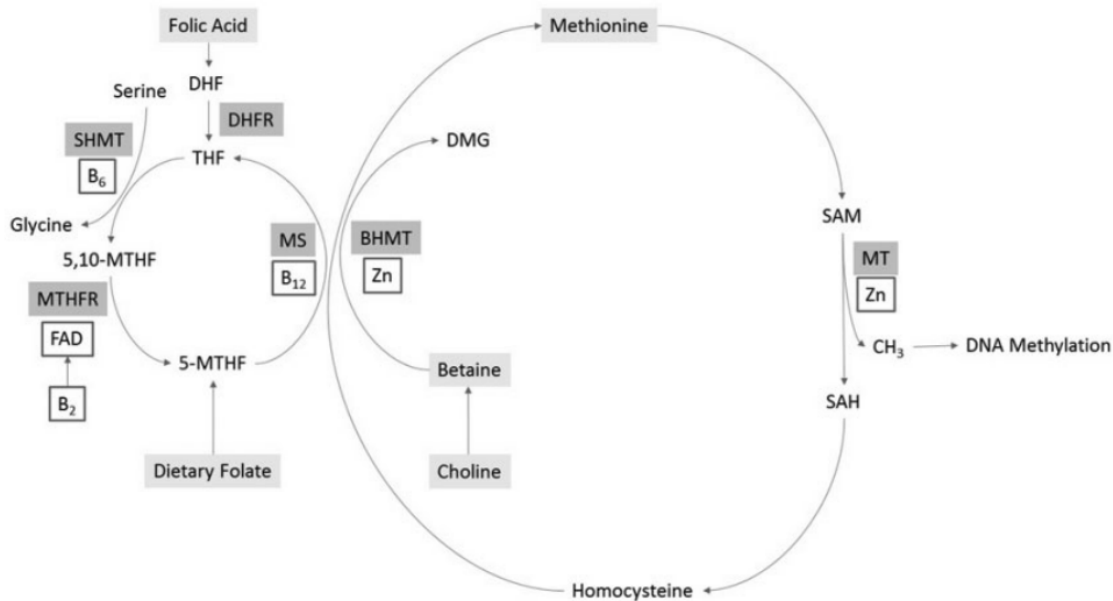 Folic Acid
Methionine
DHF
Serine
DHFR
SHMT
DMG
THF
B₆
SAM
Glycine
MS
BHMT
5,10-MTHF
MT
B₁₂
Zn
Zn
MTHFR
FAD
CH₃
DNA Methylation
5-MTHF
Betaine
B₂
SAH
Dietary Folate
Choline
Homocysteine